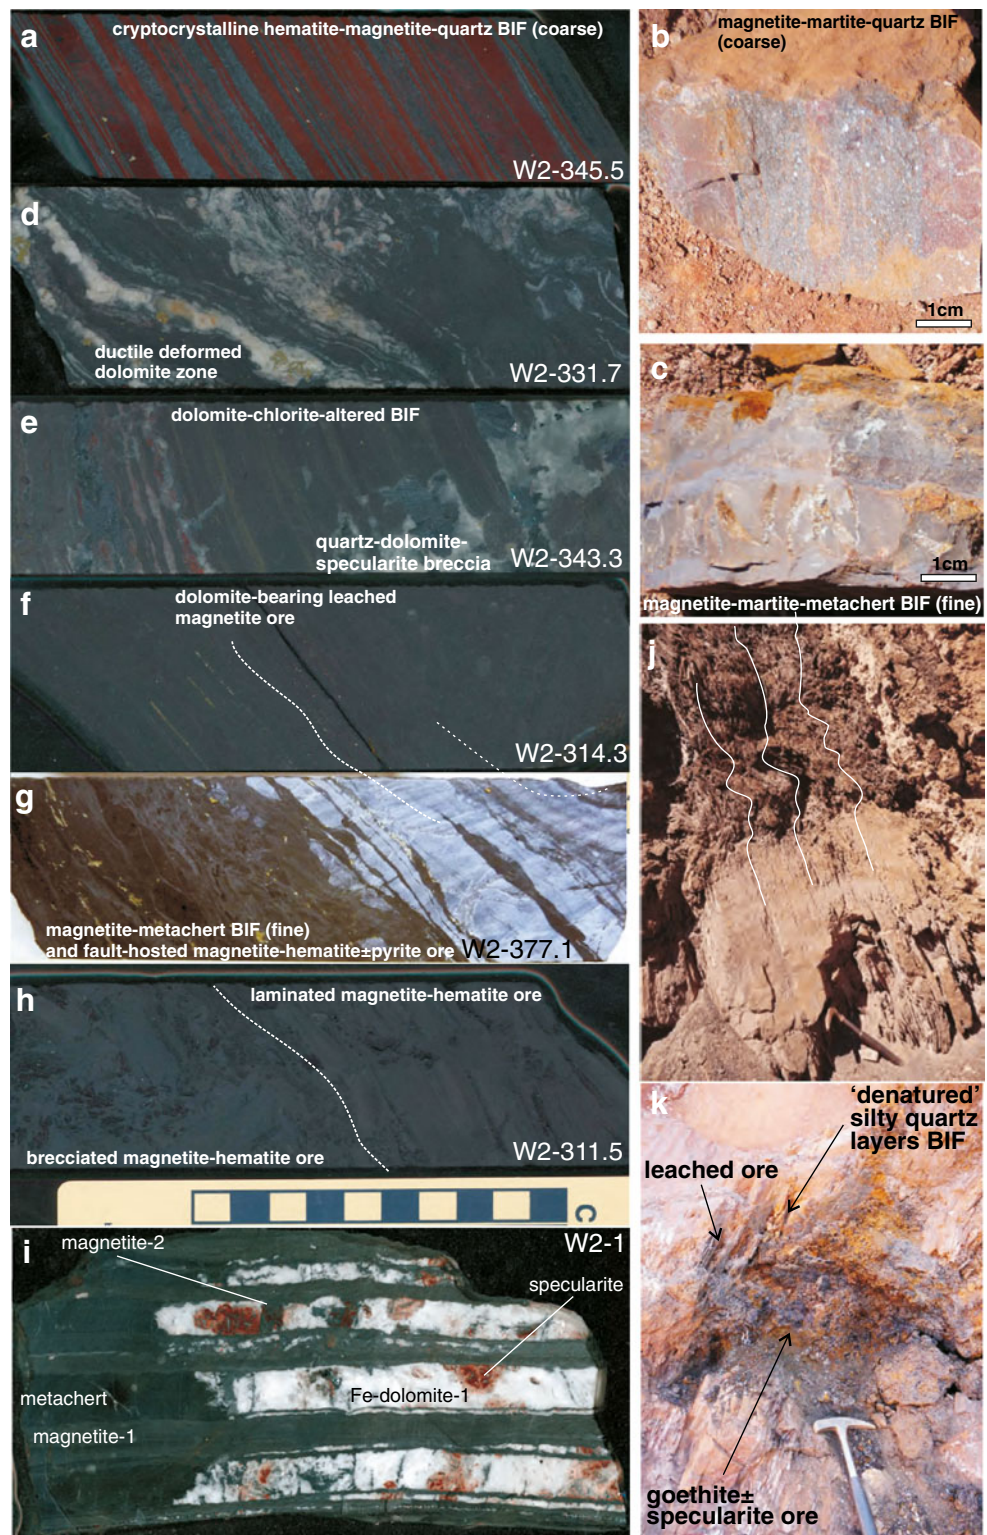 a
cryptocrystalline hematite-magnetite-quartz BIF (coarse)
W2-345.5
b
magnetite-martite-quartz BIF
(coarse)
1cm
d
ductile deformed
dolomite zone
W2-331.7
c
1cm
magnetite-martite-metachert BIF (fine)
e
dolomite-chlorite-altered BIF
quartz-dolomite-
specularite breccia
W2-343.3
f
dolomite-bearing leached
magnetite ore
W2-314.3
g
magnetite-metachert BIF (fine)
and fault-hosted magnetite-hematite±pyrite ore
W2-377.1
h
laminated magnetite-hematite ore
brecciated magnetite-hematite ore
W2-311.5
C
i
magnetite-2
W2-1
specularite
metachert
Fe-dolomite-1
magnetite-1
j
k
‘denatured’
silty quartz
layers BIF
leached ore
goethite±
specularite ore